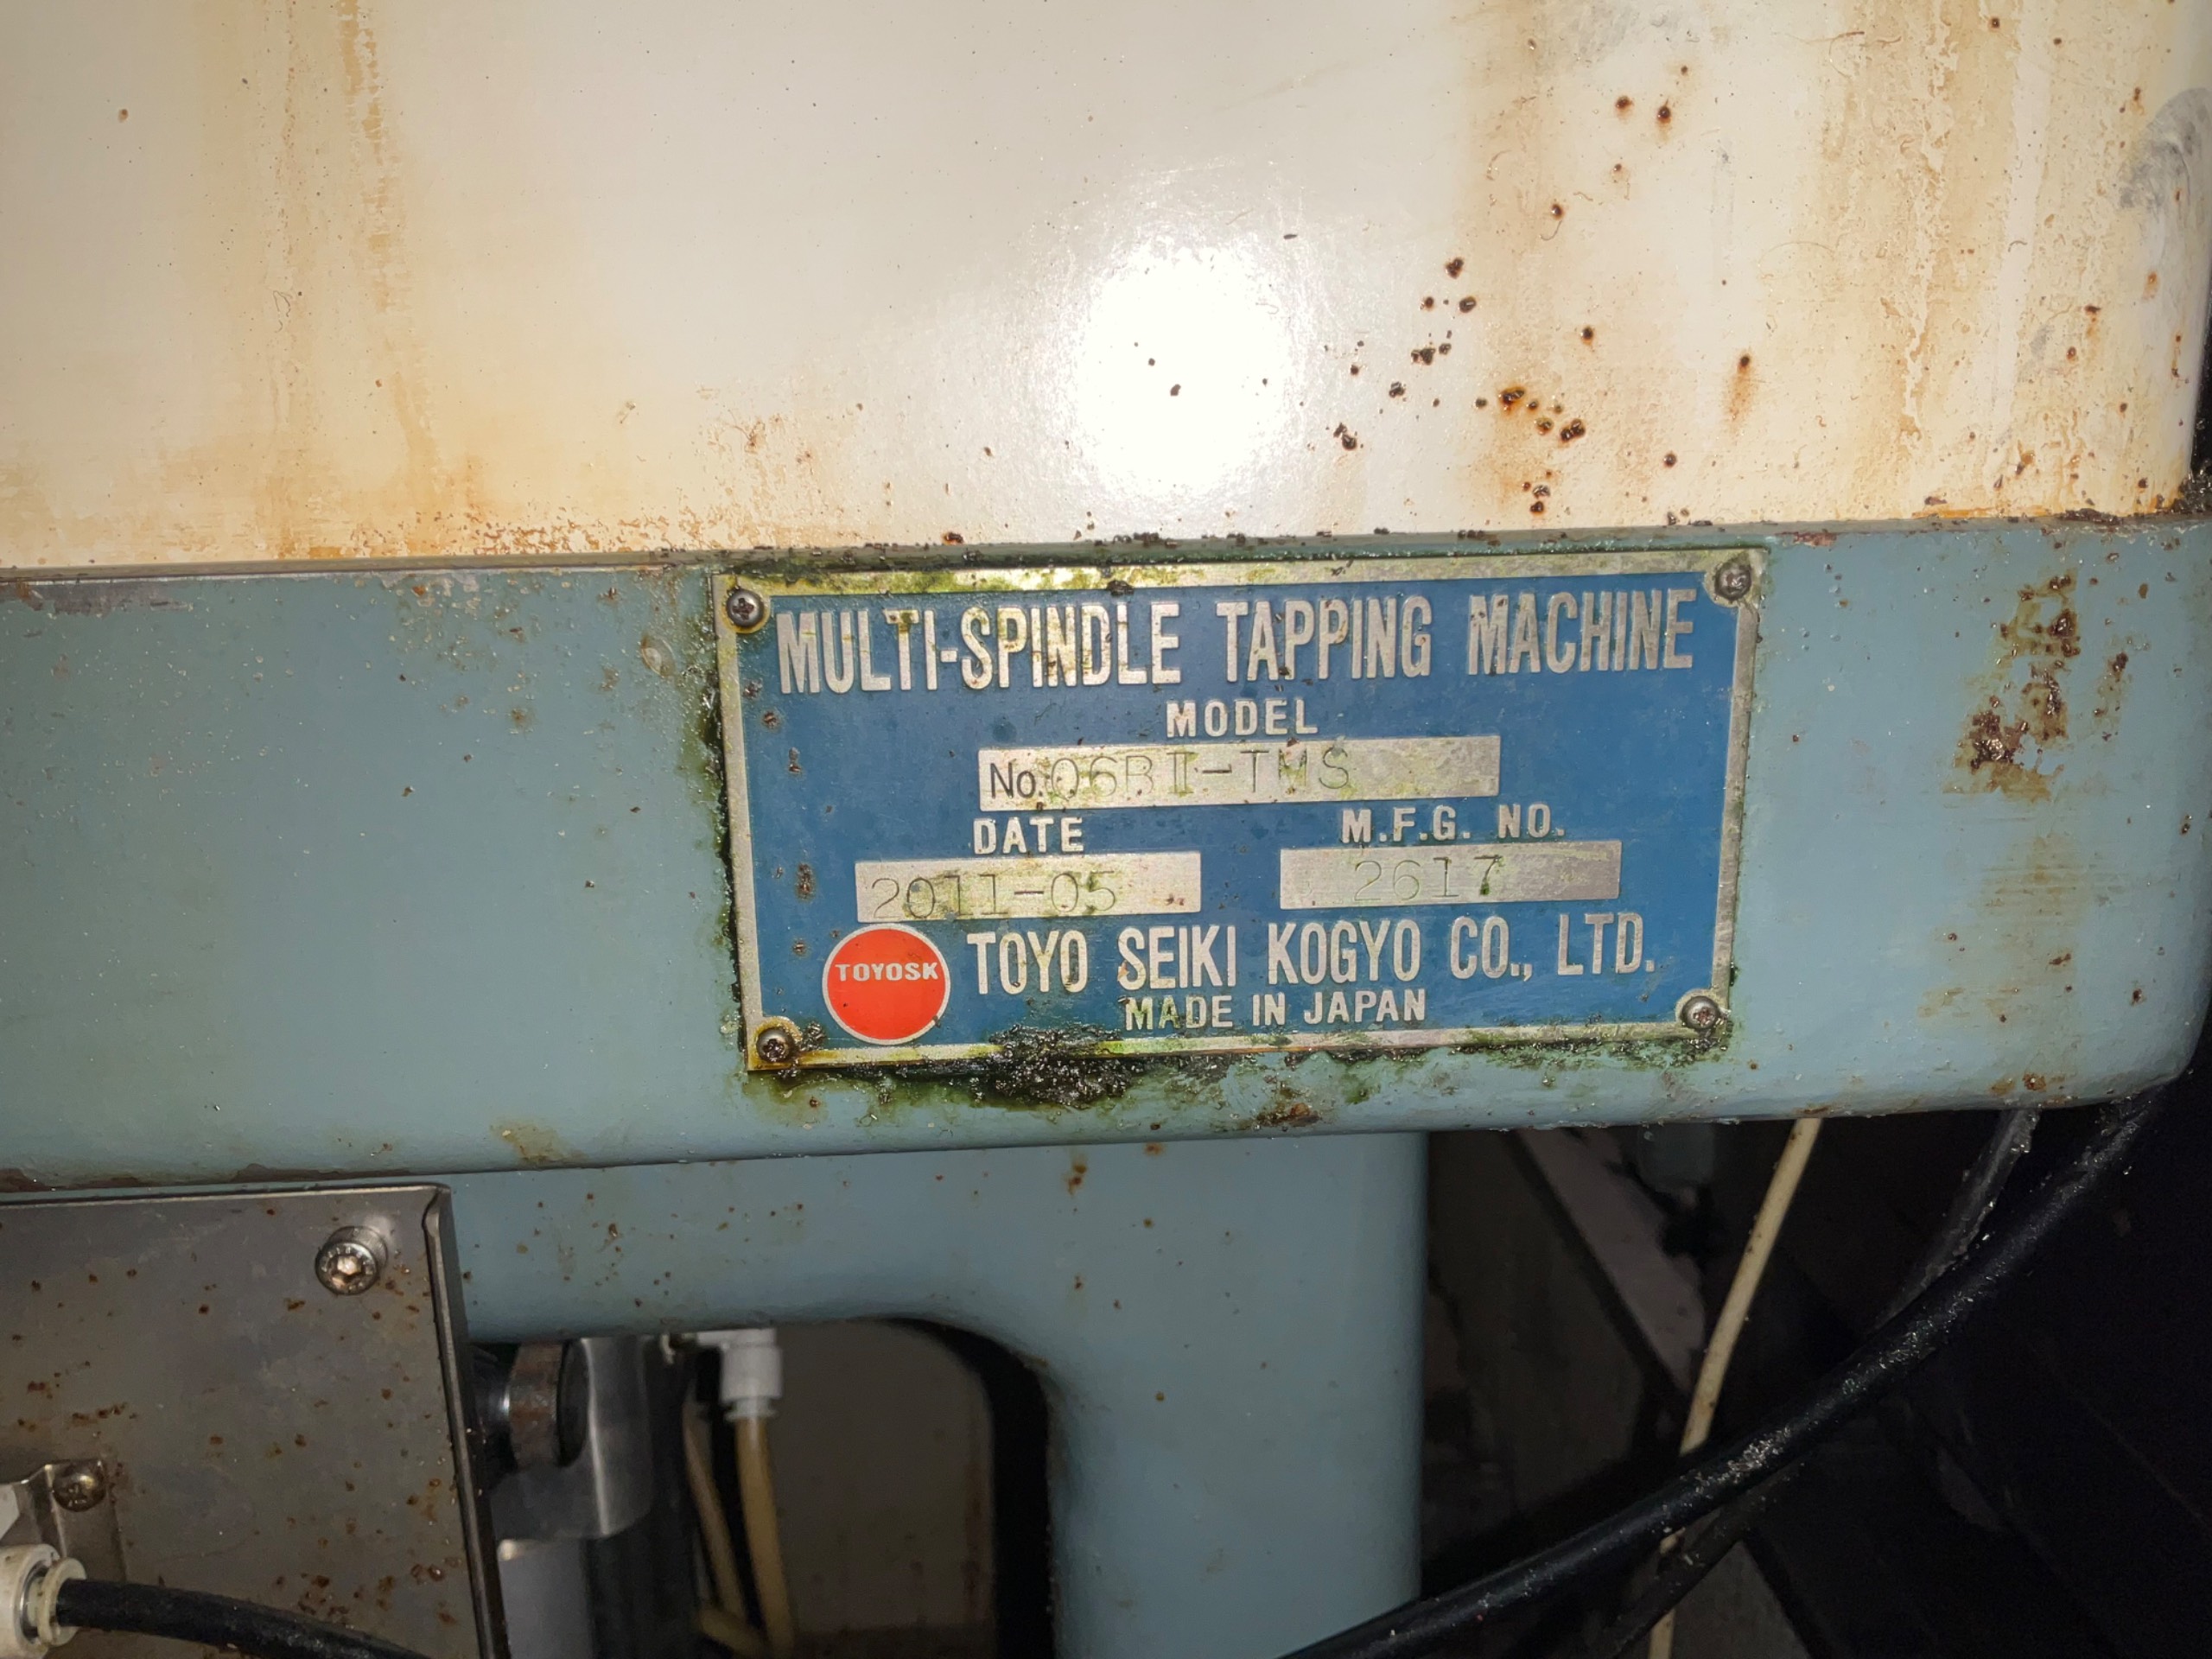 MULTI-SPINDLE TAPPING MACHINE
MODEL
No. 06BII-TMS
DATE M.F.G. NO.
2011-05 2617
TOYOSK TOYO SEIKI KOGYO CO., LTD.
MADE IN JAPAN